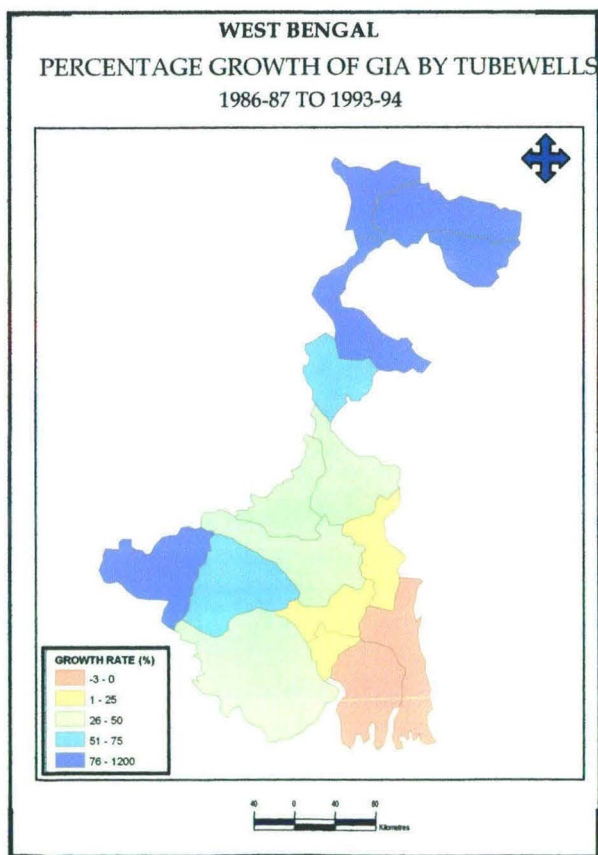 WEST BENGAL
PERCENTAGE GROWTH OF GIA BY TUBEWELLS
1986-87 TO 1993-94
GROWTH RATE (%)
-3 - 0
1 - 25
26 - 50
51 - 75
76 - 1200
40 0 40 80
Kilometres